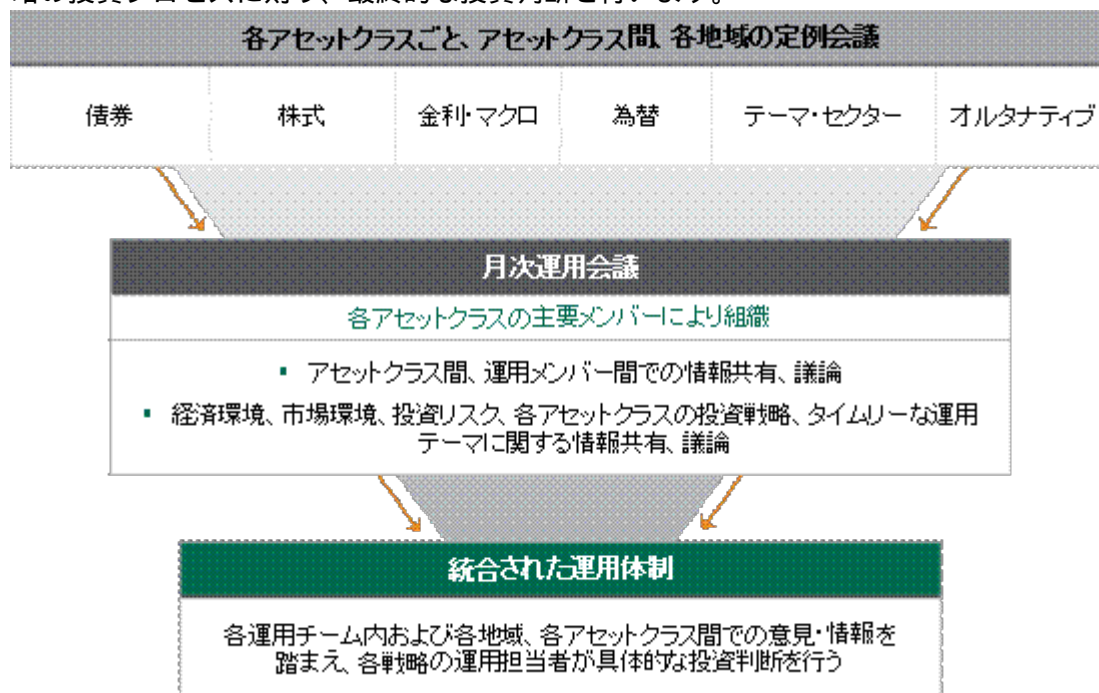 各アセットクラスごと、アセットクラス間、各地域の定例会議
債券 株式 金利・マクロ 為替 テーマ・セクター オルタナティブ
月次運用会議
各アセットクラスの主要メンバーにより組織
▪ アセットクラス間、運用メンバー間での情報共有、議論
▪ 経済環境、市場環境、投資リスク、各アセットクラスの投資戦略、タイムリーな運用
テーマに関する情報共有、議論
統合された運用体制
各運用チーム内および各地域、各アセットクラス間での意見・情報を
踏まえ、各戦略の運用担当者が具体的な投資判断を行う